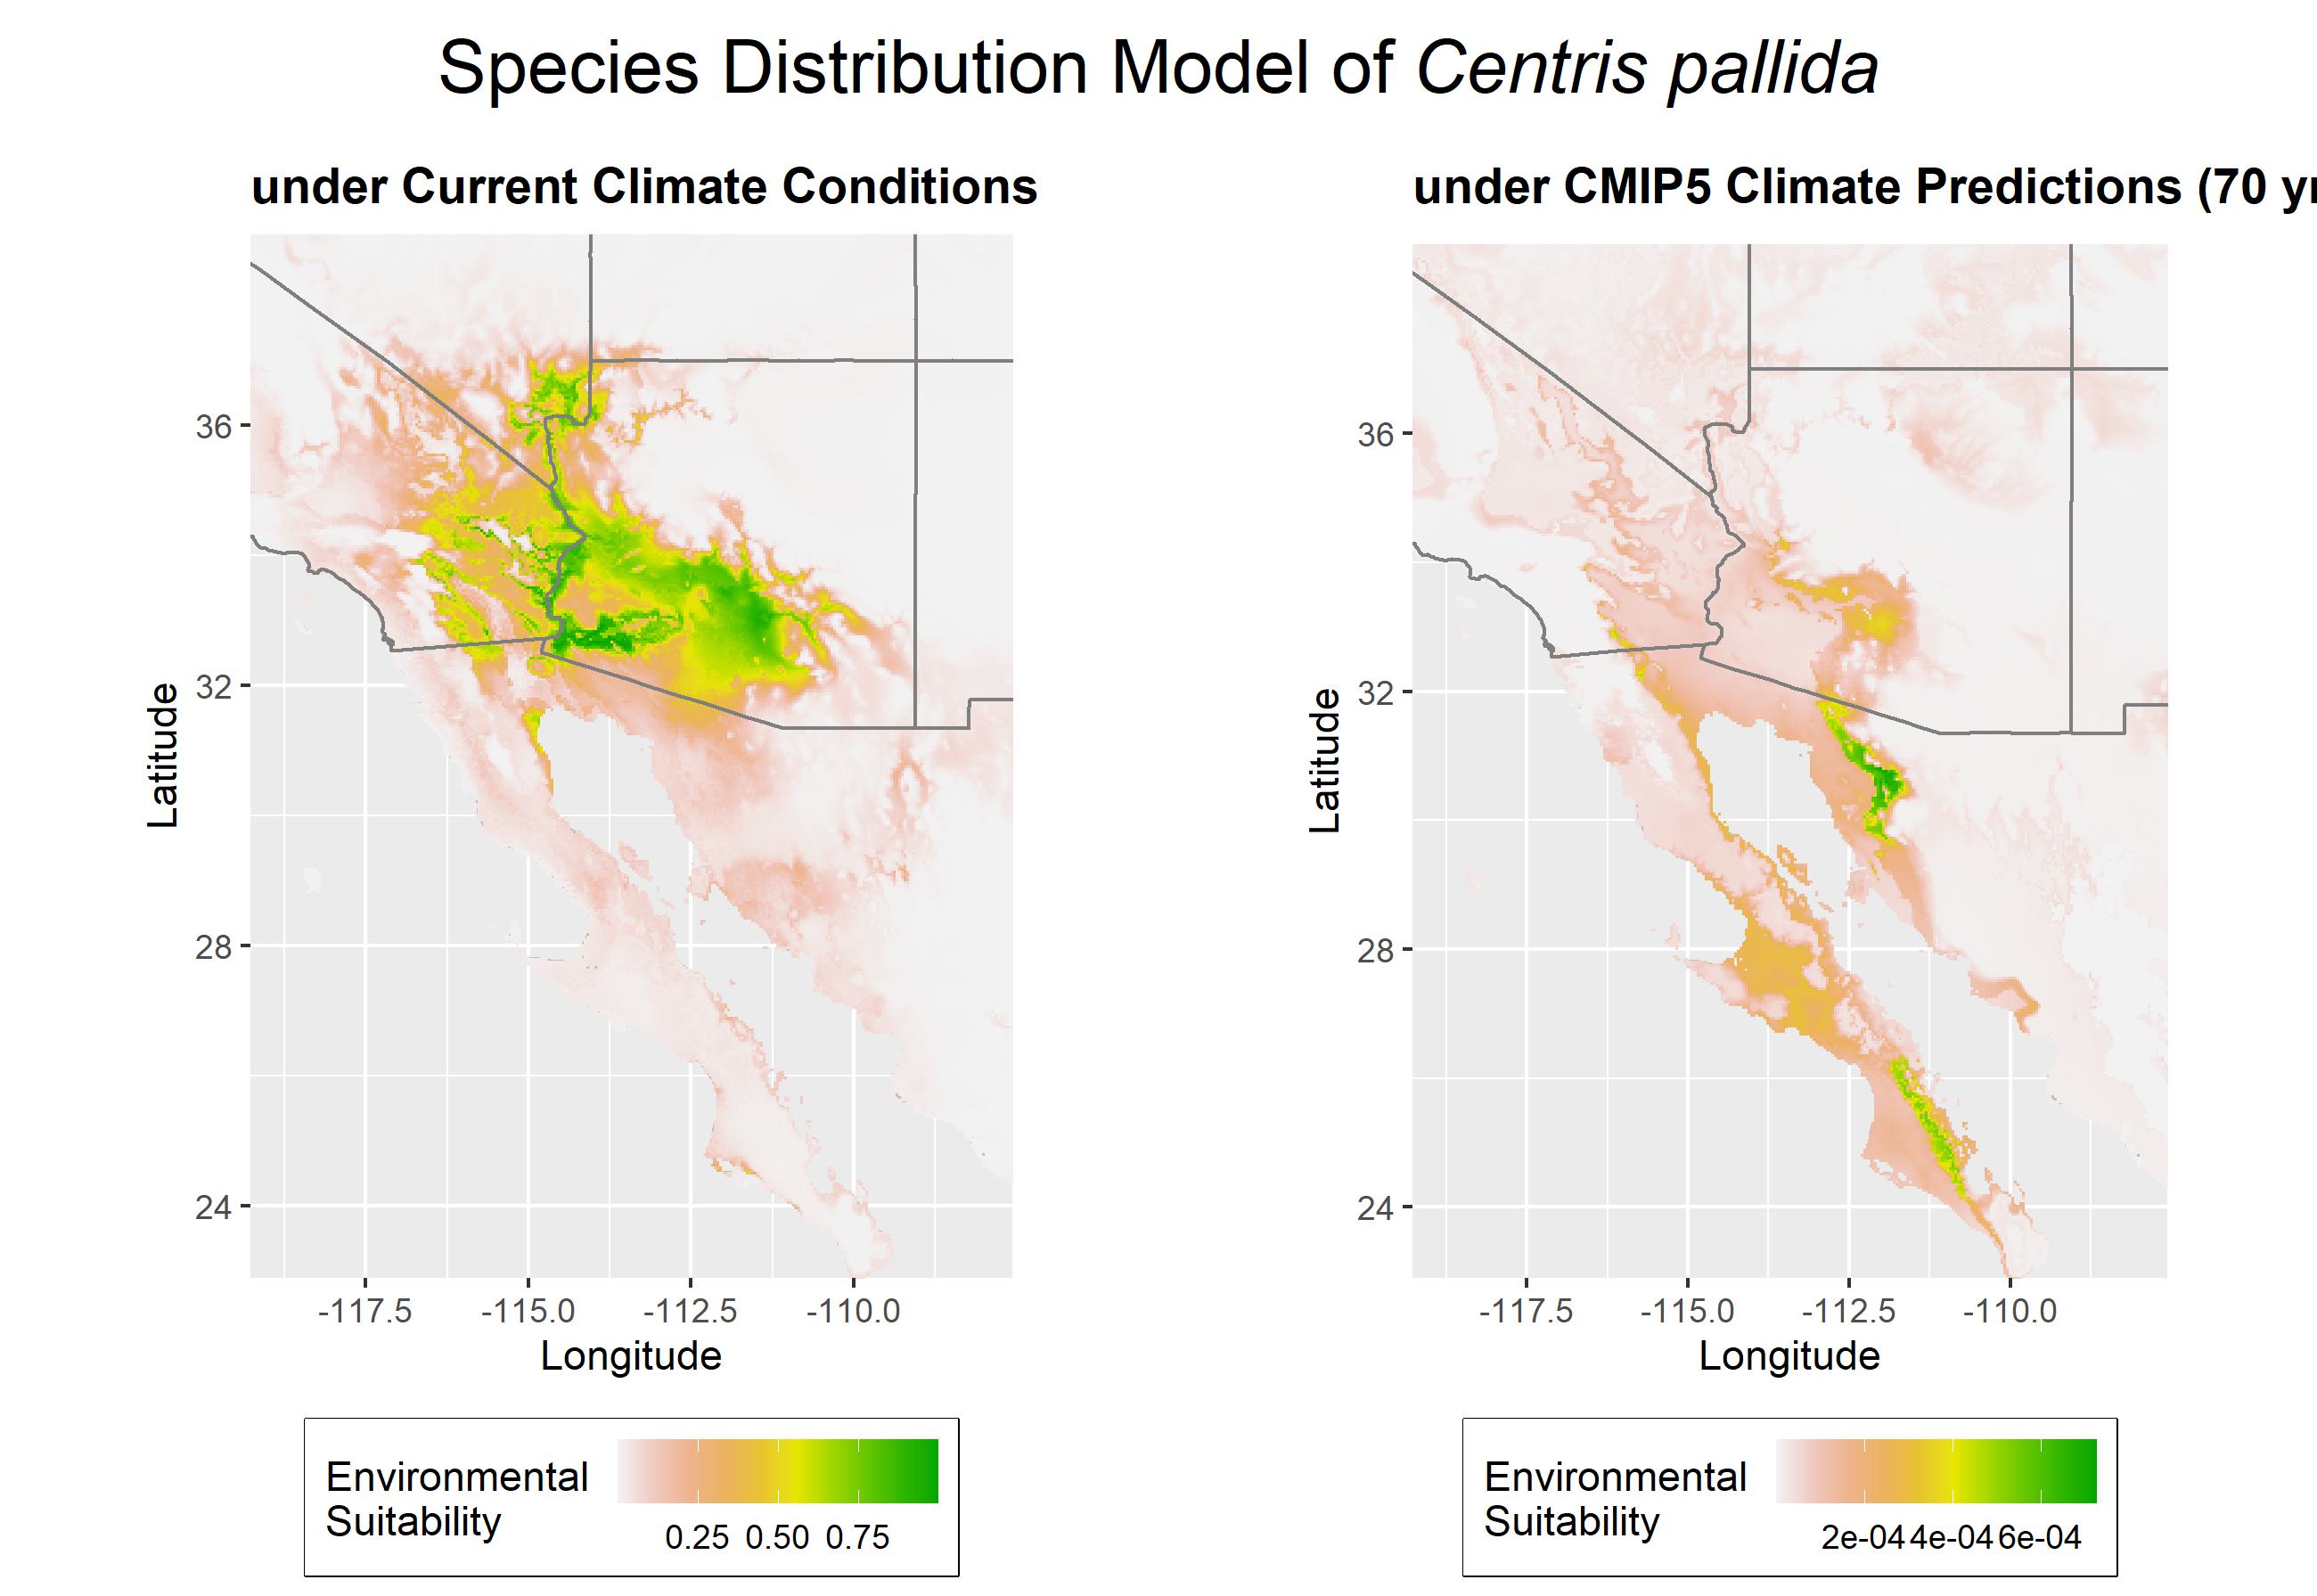 Species Distribution Model of Centris pallida
under Current Climate Conditions
under CMIP5 Climate Predictions (70 yr
36
32
28
24
Latitude
-117.5 -115.0 -112.5 -110.0
Longitude
Environmental
Suitability
0.25 0.50 0.75
36
32
28
24
Latitude
-117.5 -115.0 -112.5 -110.0
Longitude
Environmental
Suitability
2e-04 4e-04 6e-04